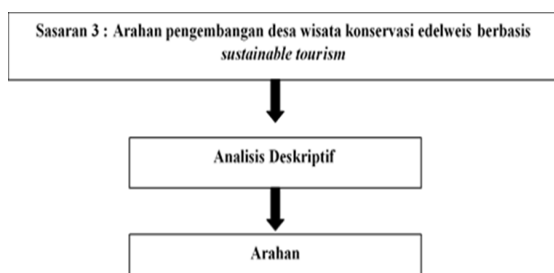 Sasaran 3 : Arahan pengembangan desa wisata konservasi edelweis berbasis
sustainable tourism
Analisis Deskriptif
Arahan